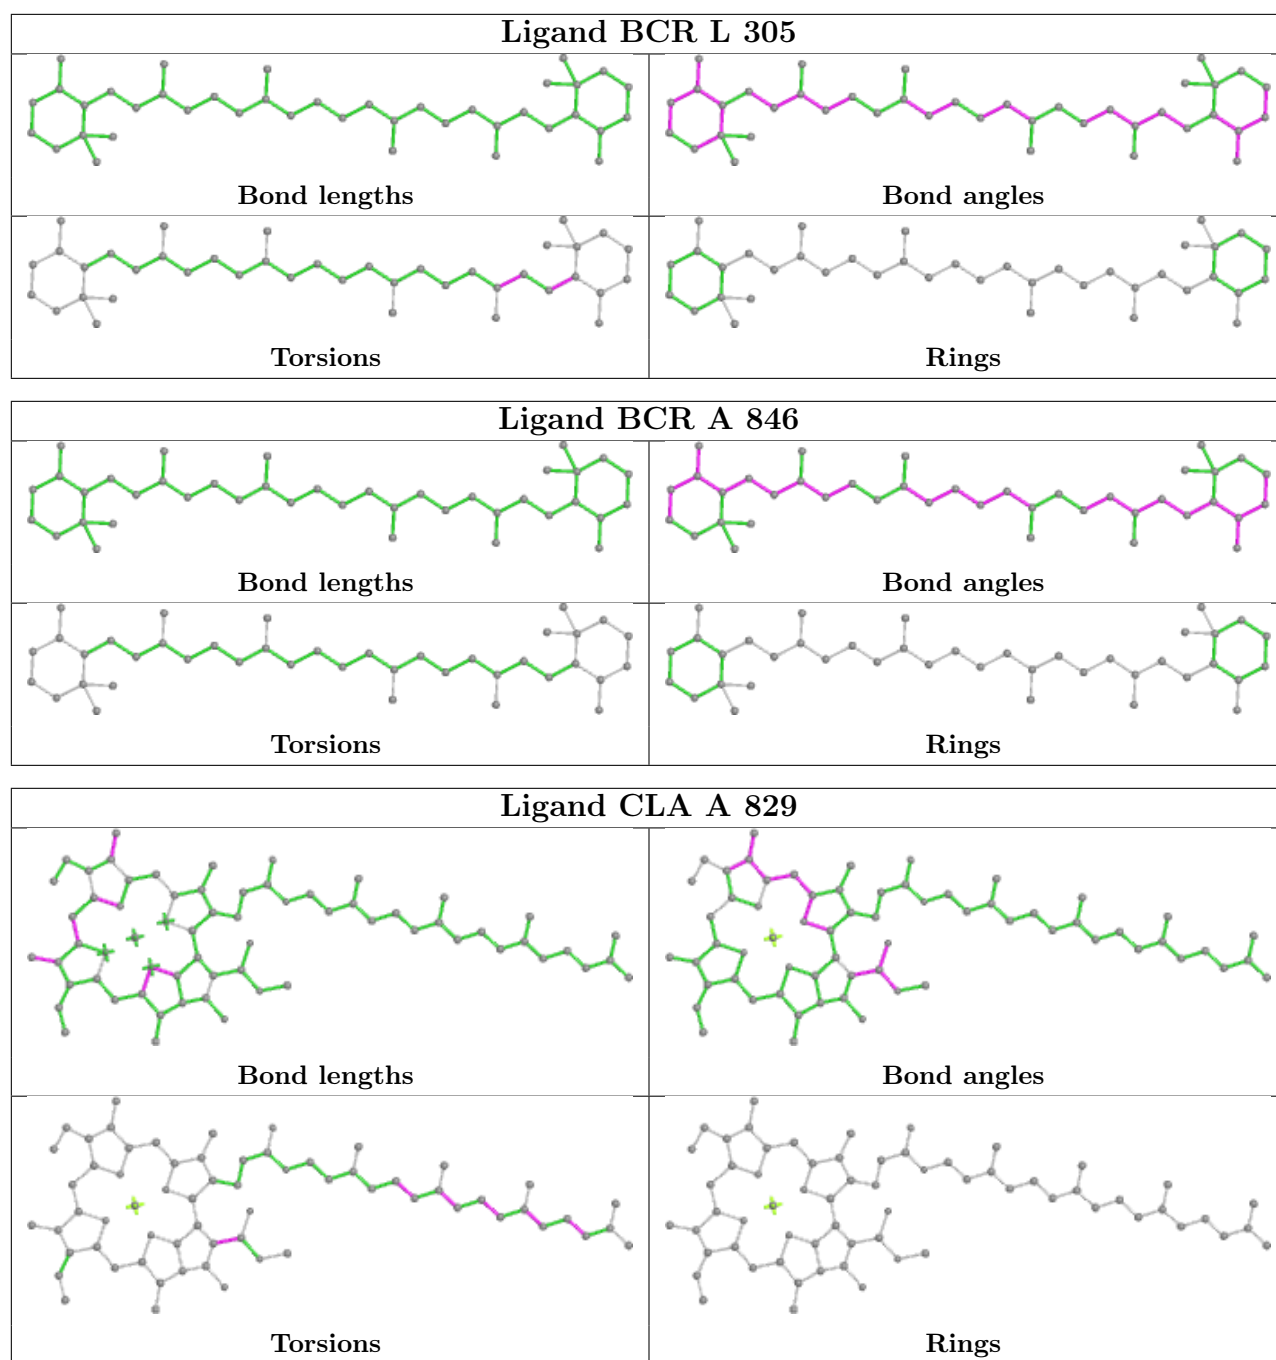 Ligand BCR L 305
Bond lengths
Bond angles
Torsions
Rings
Ligand BCR A 846
Bond lengths
Bond angles
Torsions
Rings
Ligand CLA A 829
Bond lengths
Bond angles
Torsions
Rings